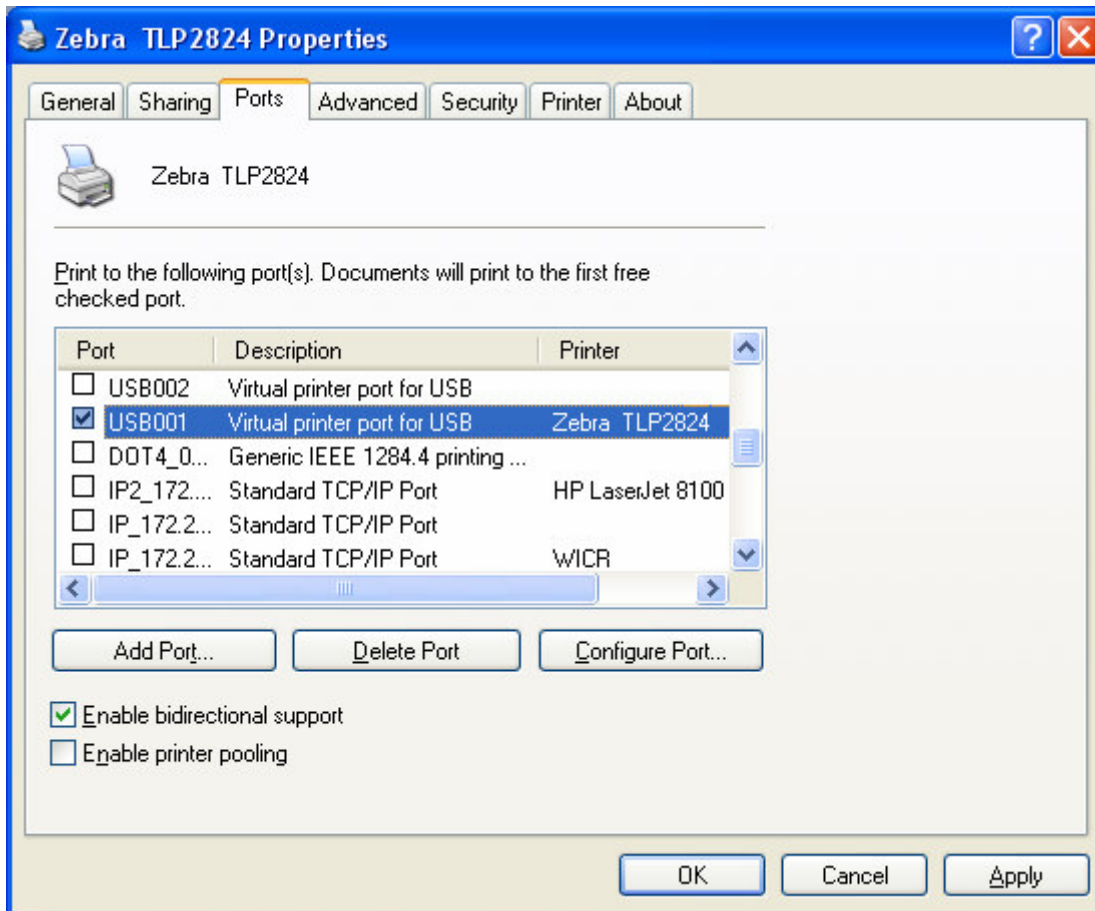 Zebra TLP2824 Properties
General Sharing Ports Advanced Security Printer About
Zebra TLP2824
Print to the following port(s). Documents will print to the first free
checked port.
Port Description Printer
USB002 Virtual printer port for USB
USB001 Virtual printer port for USB Zebra TLP2824
DOT4_0... Generic IEEE 1284.4 printing ...
IP2_172.... Standard TCP/IP Port HP LaserJet 8100
IP_172.2... Standard TCP/IP Port
IP_172.2... Standard TCP/IP Port WICR
Add Port... Delete Port Configure Port...
Enable bidirectional support
Enable printer pooling
OK Cancel Apply